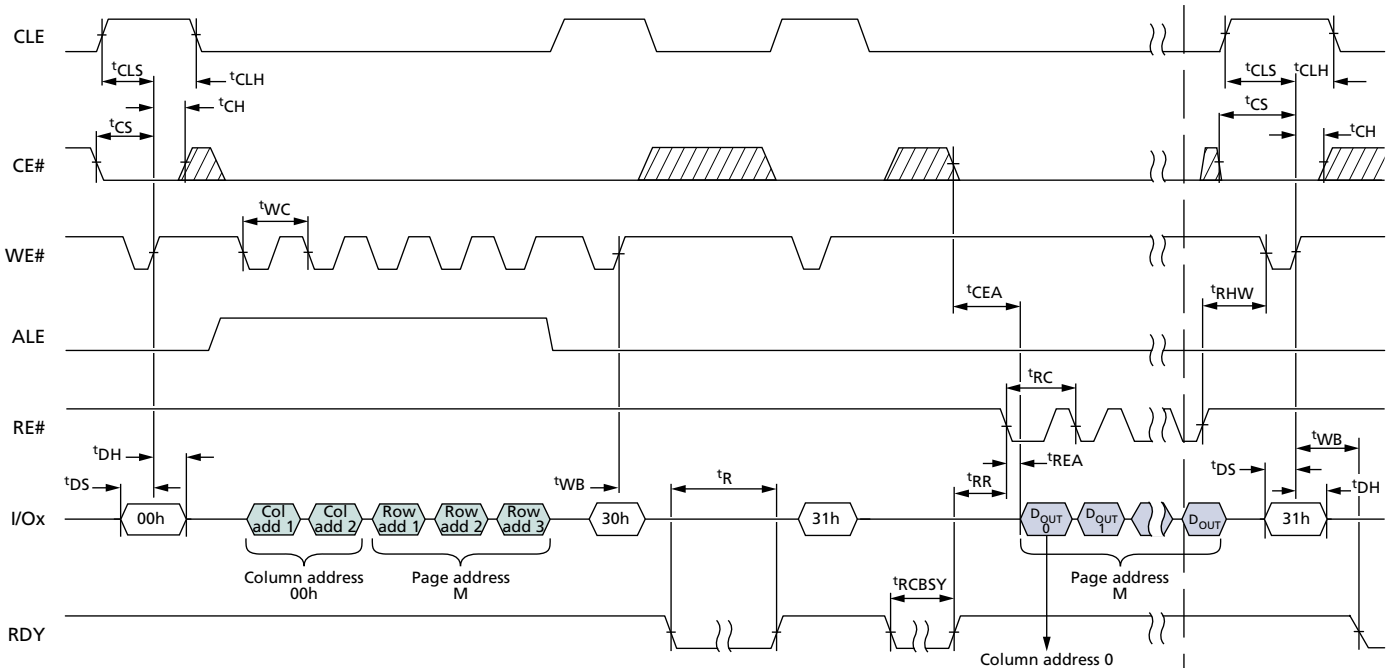 CLE
tCLS
tCLH
tCLS
tCLH
tCH
tCS
tCS
tCH
CE#
tWC
WE#
tCEA
tRHW
ALE
tRC
RE#
tDH
tREA
tWB
tDS
tWB
tR
tRR
tDS
tDH
I/Ox
00h
Col add 1
Col add 2
Row add 1
Row add 2
Row add 3
30h
31h
DOUT 0
DOUT 1
DOUT
31h
Column address 00h
Page address M
tRCBSY
Page address M
RDY
Column address 0